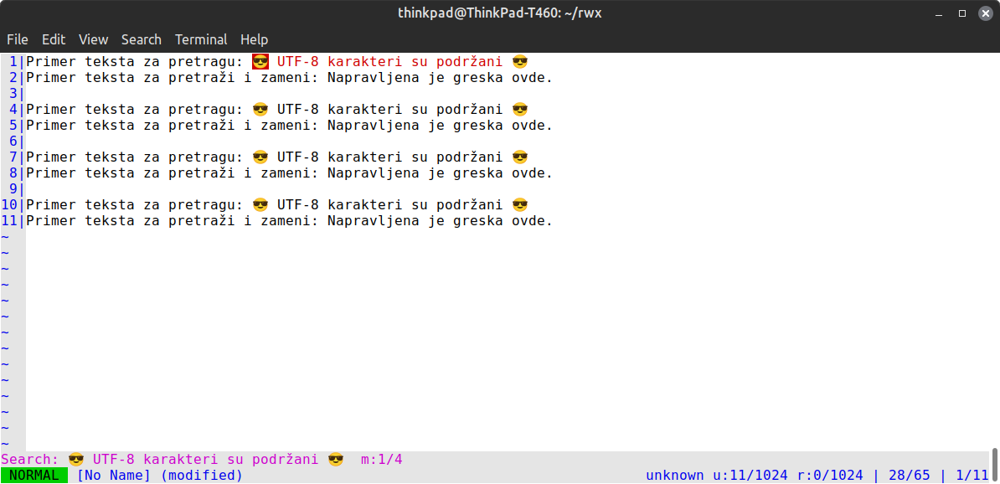 thinkpad@ThinkPad-T460: ~/rwx
File Edit View Search Terminal Help
1|Primer teksta za pretragu: 😎 UTF-8 karakteri su podržani 😎
2|Primer teksta za pretraži i zameni: Napravljena je greska ovde.
3|
4|Primer teksta za pretragu: 😎 UTF-8 karakteri su podržani 😎
5|Primer teksta za pretraži i zameni: Napravljena je greska ovde.
6|
7|Primer teksta za pretragu: 😎 UTF-8 karakteri su podržani 😎
8|Primer teksta za pretraži i zameni: Napravljena je greska ovde.
9|
10|Primer teksta za pretragu: 😎 UTF-8 karakteri su podržani 😎
11|Primer teksta za pretraži i zameni: Napravljena je greska ovde.
~
~
~
~
~
~
~
~
~
~
~
~
~
~
Search: 😎 UTF-8 karakteri su podržani 😎 m:1/4
NORMAL [No Name] (modified) unknown u:11/1024 r:0/1024 | 28/65 | 1/11